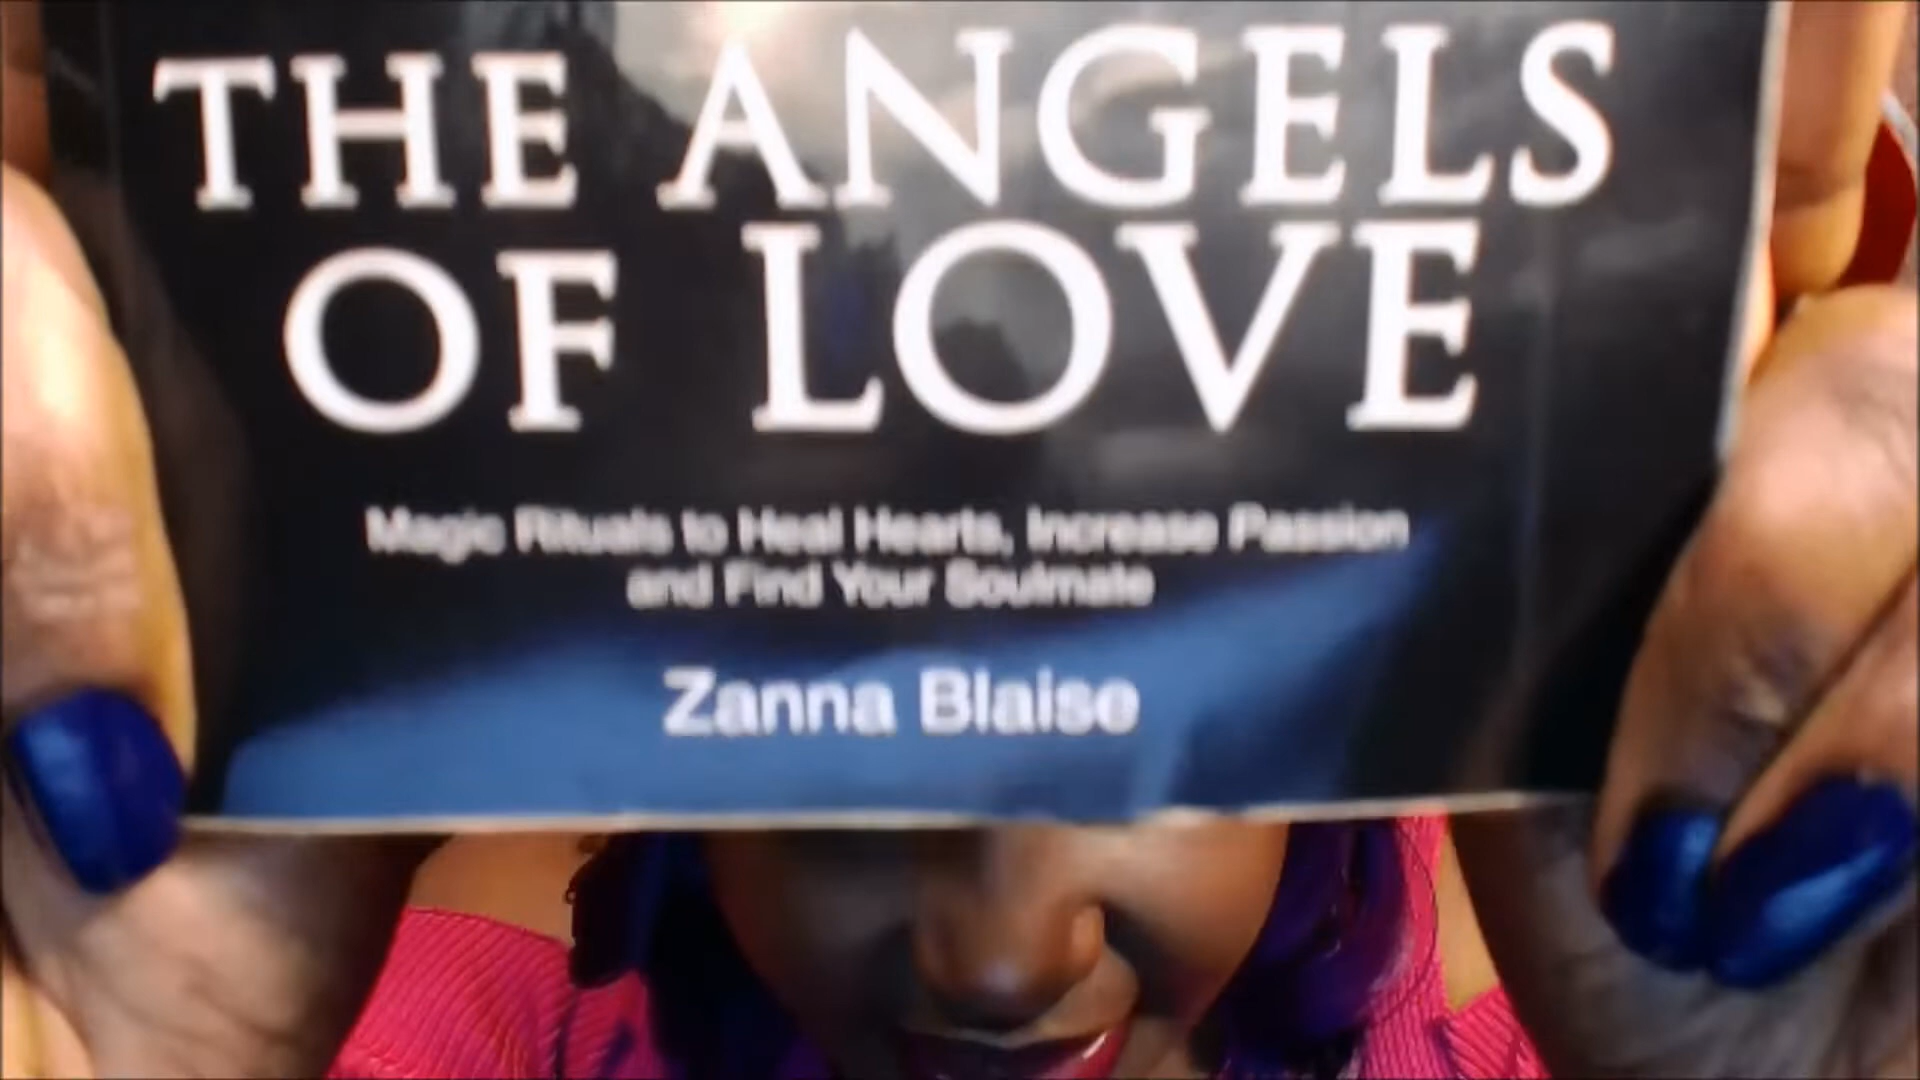 THE ANGELS
OF LOVE
Magic Rituals to Heal Hearts, Increase Passion
and Find Your Soulmate
Zanna Blaise